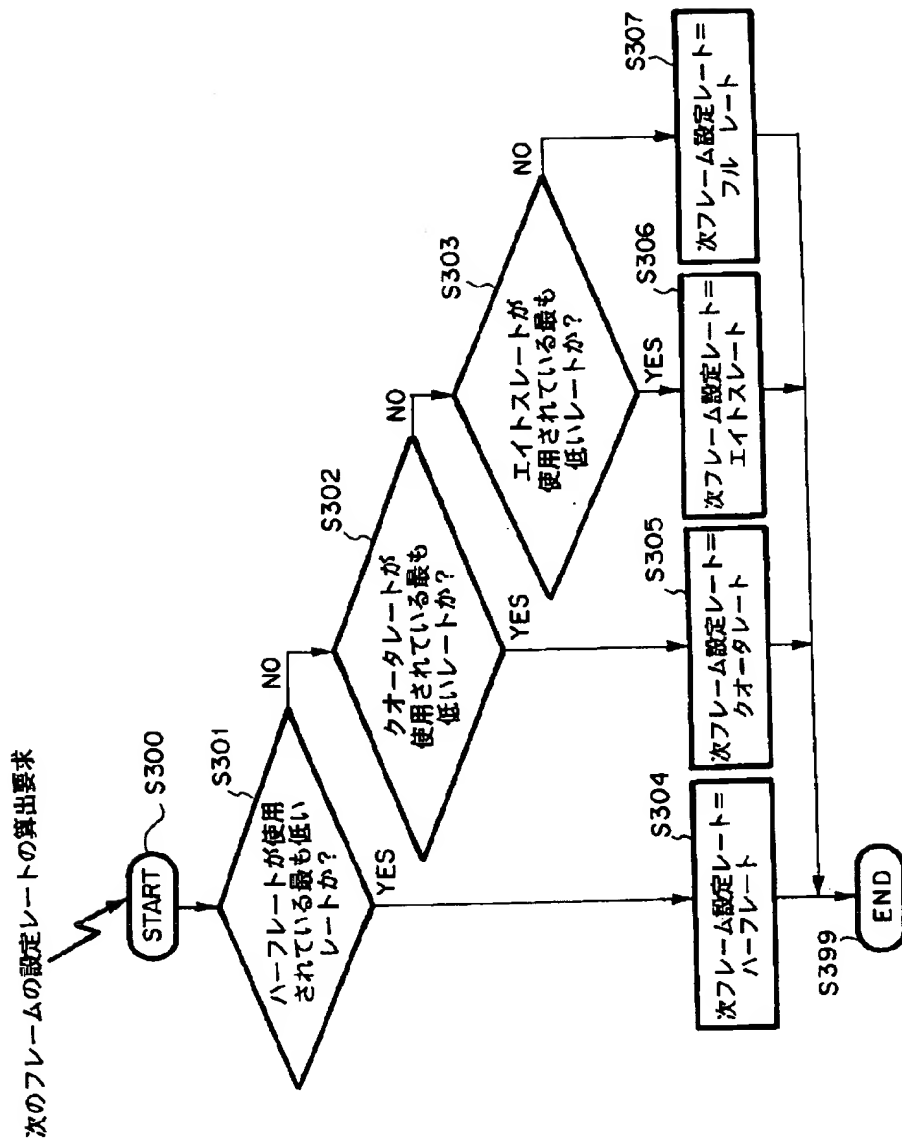 次のフレームの設定レートの算出要求
START
S300
ハーフレートが使用
されている最も低い
レートか?
S301
YES
NO
クオータレートが
使用されている最も
低いレートか?
S302
YES
NO
エイトスレートが
使用されている最も
低いレートか?
S303
YES
NO
次フレーム設定レート=
ハーフレート
S304
次フレーム設定レート=
クオータレート
S305
次フレーム設定レート=
エイトスレート
S306
次フレーム設定レート=
フル レート
S307
END
S399